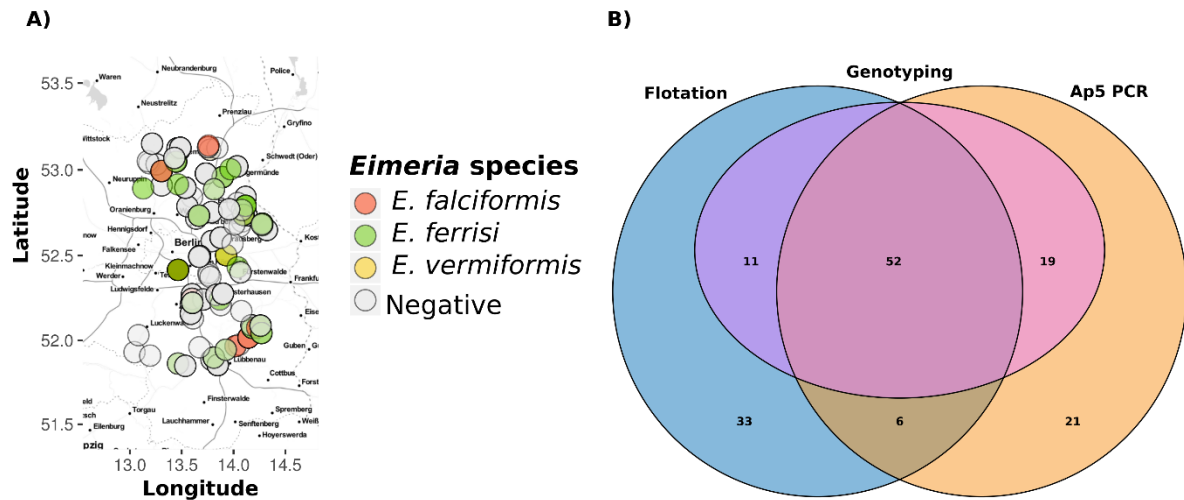 A)
B)
53.5
53.0
52.5
52.0
51.5
Latitude
13.0
13.5
14.0
14.5
Longitude
Waren
Neubrandenburg
Police
Neustrelitz
Prenzlau
Gryfino
Schwedt (Oder)
Neuruppin
Oranienburg
Hennigsdorf
Falkensee
Berlin
Kleinmachnow
Werder
Ludwigsfelde
Fürstenwalde
Frankfu
Luckenwa
Guben
Lübbenau
Cottbus
Finsterwalde
Torgau
Lauchhammer
Senftenberg
Spremberg
Hoyerswerda
Eilenburg
pzig
Eimeria species
E. falciformis
E. ferrisi
E. vermiformis
Negative
Flotation
Genotyping
Ap5 PCR
11
52
19
33
6
21